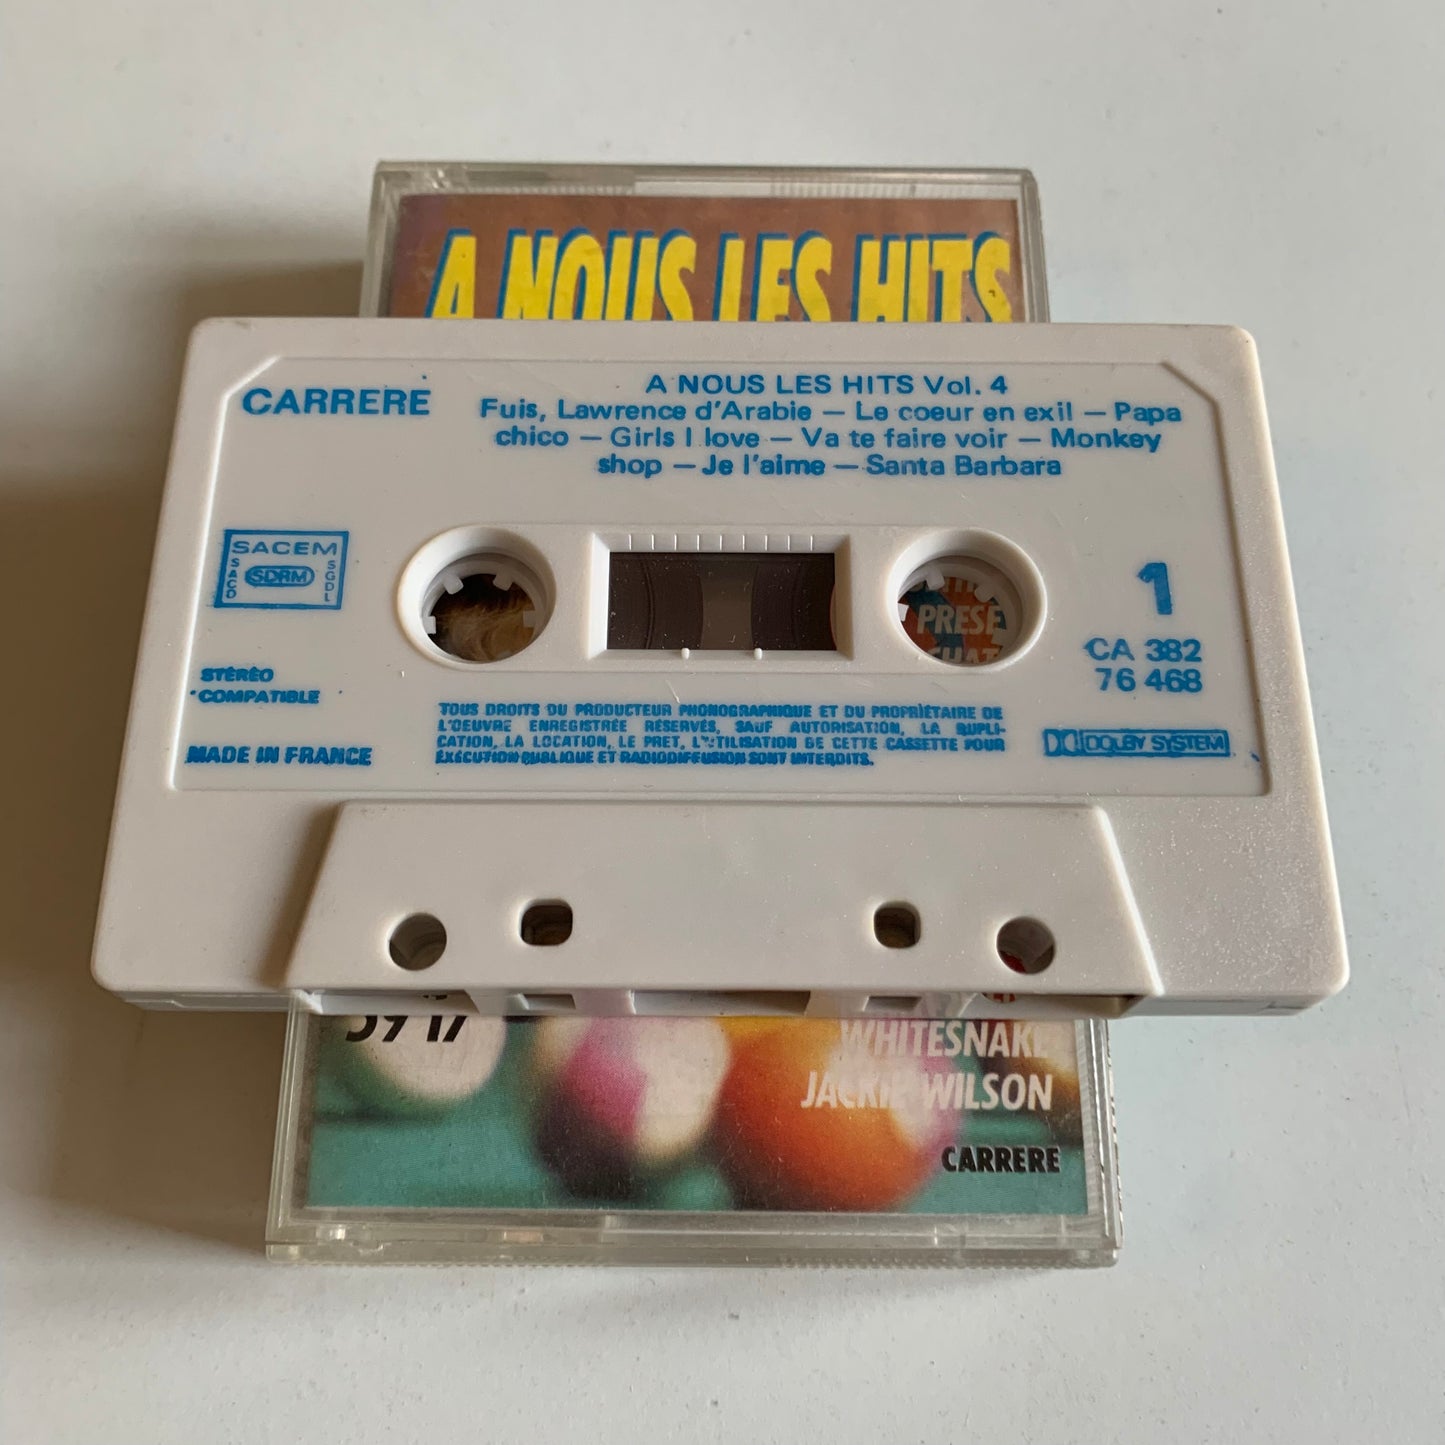 A NOUS LES HITS
CARRERE
A NOUS LES HITS Vol. 4
Fuis, Lawrence d'Arabie — Le coeur en exil — Papa
chico — Girls I love — Va te faire voir — Monkey
shop — Je l'aime — Santa Barbara
SACEM
SACD
SDRM
SGDL
1
CA 382
76 468
STÉRÉO
COMPATIBLE
MADE IN FRANCE
TOUS DROITS DU PRODUCTEUR PHONOGRAPHIQUE ET DU PROPRIÉTAIRE DE
L'OEUVRE ENREGISTRÉE RÉSERVÉS, SAUF AUTORISATION, LA DUPLI-
CATION, LA LOCATION, LE PRET, L'UTILISATION DE CETTE CASSETTE POUR
EXÉCUTION PUBLIQUE ET RADIODIFFUSION SONT INTERDITS.
DOLBY SYSTEM
PRESE
WHITESNAKE
JACKIE WILSON
CARRERE